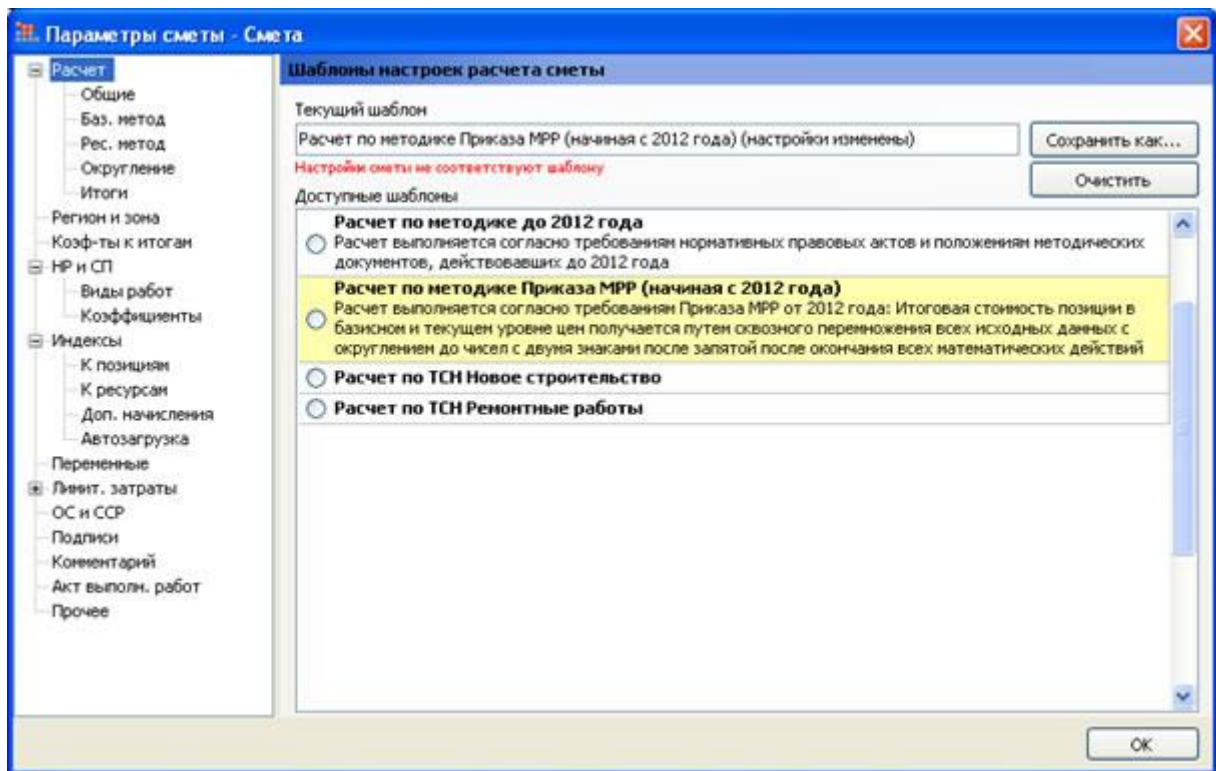 Параметры сметы - Смета
Расчет
Общие
Баз. метод
Рес. метод
Округление
Итоги
Регион и зона
Коэф-ты к итогам
НР и СП
Виды работ
Коэффициенты
Индексы
К позициям
К ресурсам
Доп. начисления
Автозагрузка
Переменные
Лимит. затраты
ОС и ССР
Подписи
Комментарий
Акт выполн. работ
Прочее
Шаблоны настроек расчета сметы
Текущий шаблон
Расчет по методике Приказа МРР (начиная с 2012 года) (настройки изменены)
Сохранить как...
Настройки сметы не соответствуют шаблону
Очистить
Доступные шаблоны
Расчет по методике до 2012 года
Расчет выполняется согласно требованиям нормативных правовых актов и положениям методических
документов, действовавших до 2012 года
Расчет по методике Приказа МРР (начиная с 2012 года)
Расчет выполняется согласно требованиям Приказа МРР от 2012 года: Итоговая стоимость позиции в
базисном и текущем уровне цен получается путем сквозного перемножения всех исходных данных с
округлением до чисел с двумя знаками после запятой после окончания всех математических действий
Расчет по ТСН Новое строительство
Расчет по ТСН Ремонтные работы
ОК